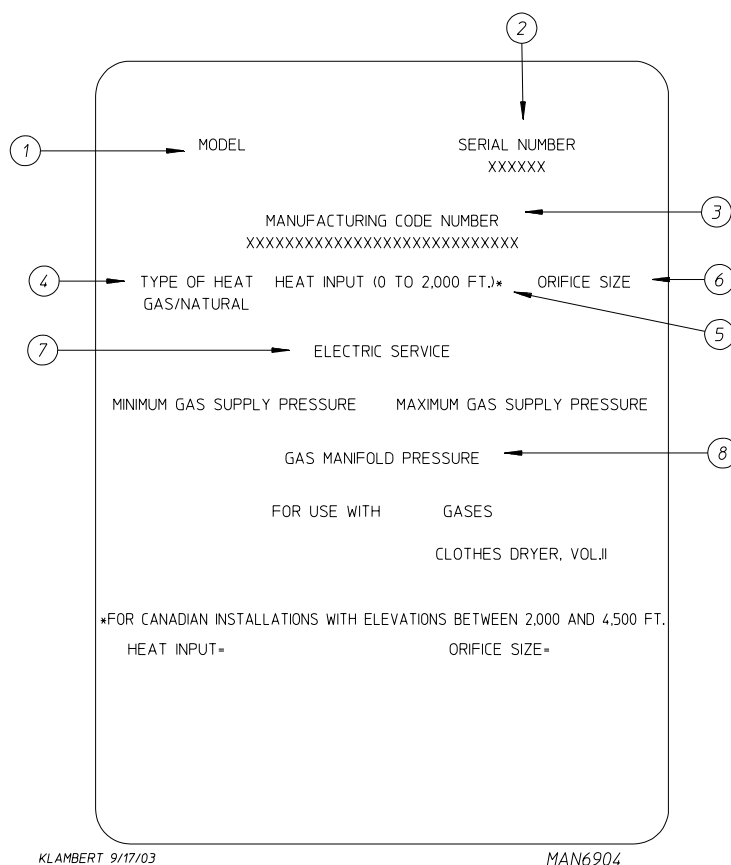 2
1 MODEL SERIAL NUMBER
XXXXXX
3
MANUFACTURING CODE NUMBER
XXXXXXXXXXXXXXXXXXXXXXXXXXXX
4 TYPE OF HEAT HEAT INPUT (0 TO 2,000 FT.)* ORIFICE SIZE 6
GAS/NATURAL
5
7 ELECTRIC SERVICE
MINIMUM GAS SUPPLY PRESSURE MAXIMUM GAS SUPPLY PRESSURE
GAS MANIFOLD PRESSURE 8
FOR USE WITH GASES
CLOTHES DRYER, VOL.II
*FOR CANADIAN INSTALLATIONS WITH ELEVATIONS BETWEEN 2,000 AND 4,500 FT.
HEAT INPUT= ORIFICE SIZE=
KLAMBERT 9/17/03 MAN6904